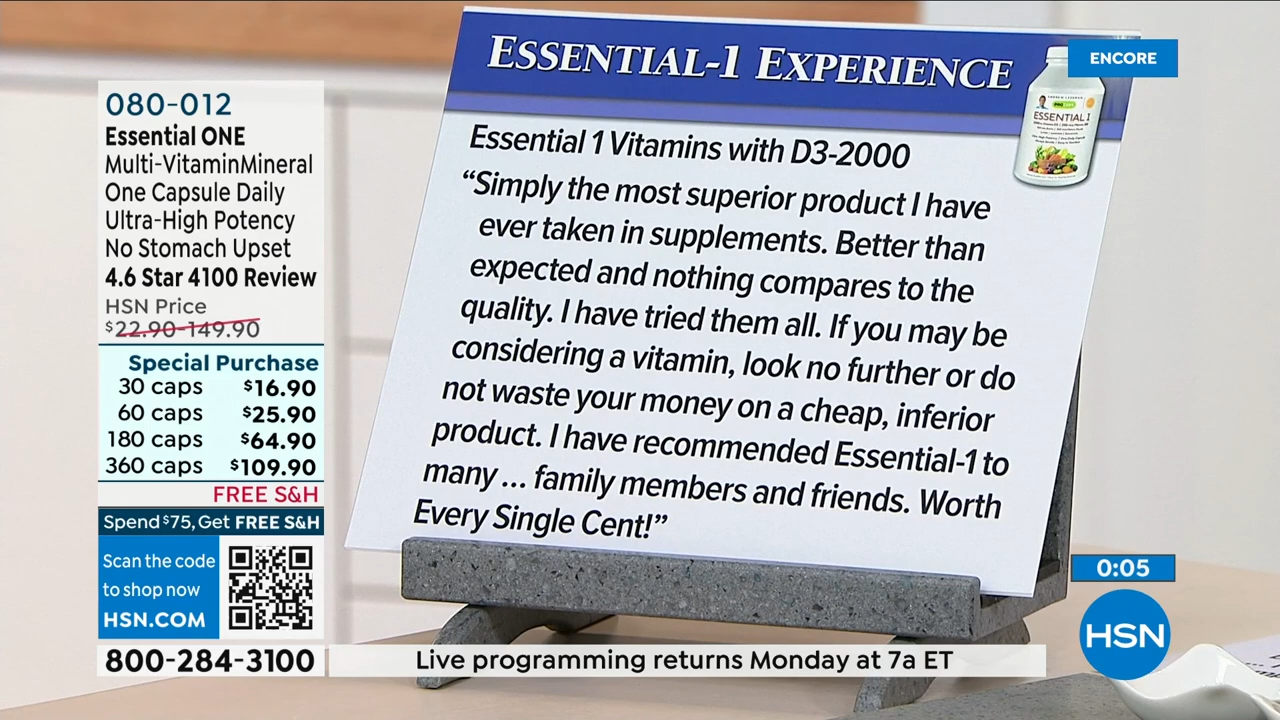 ESSENTIAL-1 EXPERIENCE
ENCORE
ESSENTIAL 1
Essential 1 Vitamins with D3-2000
“Simply the most superior product I have
ever taken in supplements. Better than
expected and nothing compares to the
quality. I have tried them all. If you may be
considering a vitamin, look no further or do
not waste your money on a cheap, inferior
product. I have recommended Essential-1 to
many ... family members and friends. Worth
Every Single Cent!”
080-012
Essential ONE
Multi-VitaminMineral
One Capsule Daily
Ultra-High Potency
No Stomach Upset
4.6 Star 4100 Review
HSN Price
$22.90-149.90
Special Purchase
30 caps $16.90
60 caps $25.90
180 caps $64.90
360 caps $109.90
FREE S&H
Spend $75, Get FREE S&H
Scan the code
to shop now
HSN.COM
800-284-3100
Live programming returns Monday at 7a ET
0:05
HSN